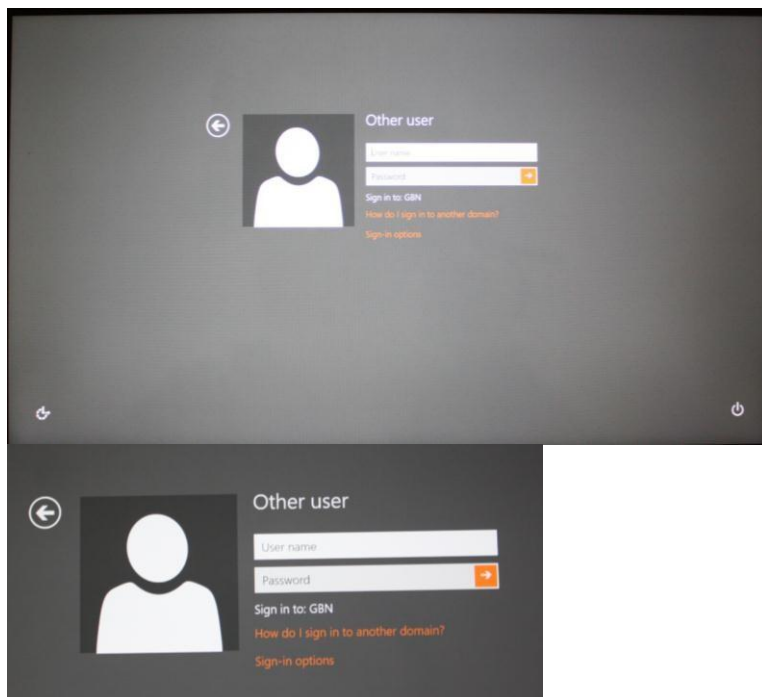 Other user
User name
Password
Sign in to: GBN
How do I sign in to another domain?
Sign-in options
Other user
User name
Password
Sign in to: GBN
How do I sign in to another domain?
Sign-in options